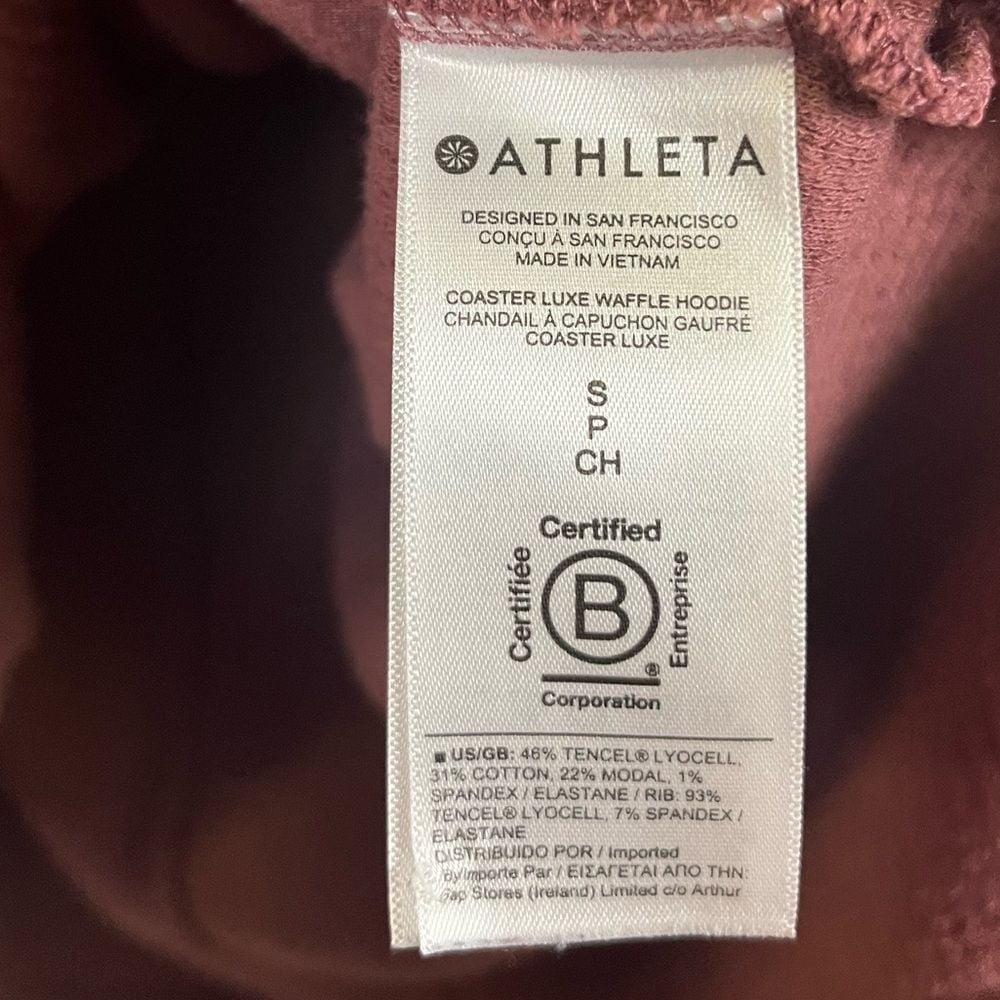 ATHLETA
DESIGNED IN SAN FRANCISCO
CONÇU À SAN FRANCISCO
MADE IN VIETNAM
COASTER LUXE WAFFLE HOODIE
CHANDAIL À CAPUCHON GAUFRÉ
COASTER LUXE
S
P
CH
Certified
Certifiée
B
Entreprise
®
Corporation
US/GB: 46% TENCEL® LYOCELL,
31% COTTON, 22% MODAL, 1%
SPANDEX / ELASTANE / RIB: 93%
TENCEL® LYOCELL, 7% SPANDEX /
ELASTANE
DISTRIBUIDO POR / Imported
by/Importe Par / ΕΙΣΑΓΕΤΑΙ ΑΠΟ ΤΗΝ:
Gap Stores (Ireland) Limited c/o Arthur